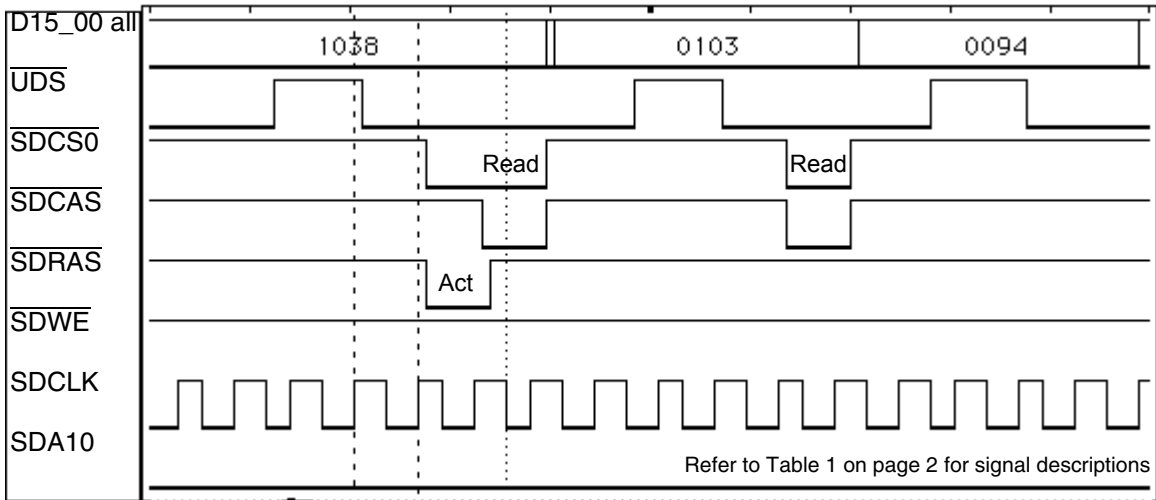 D15_00 all
1038 0103 0094
UDS
SDCS0
Read Read
SDCAS
SDRAS
Act
SDWE
SDCLK
SDA10
Refer to Table 1 on page 2 for signal descriptions